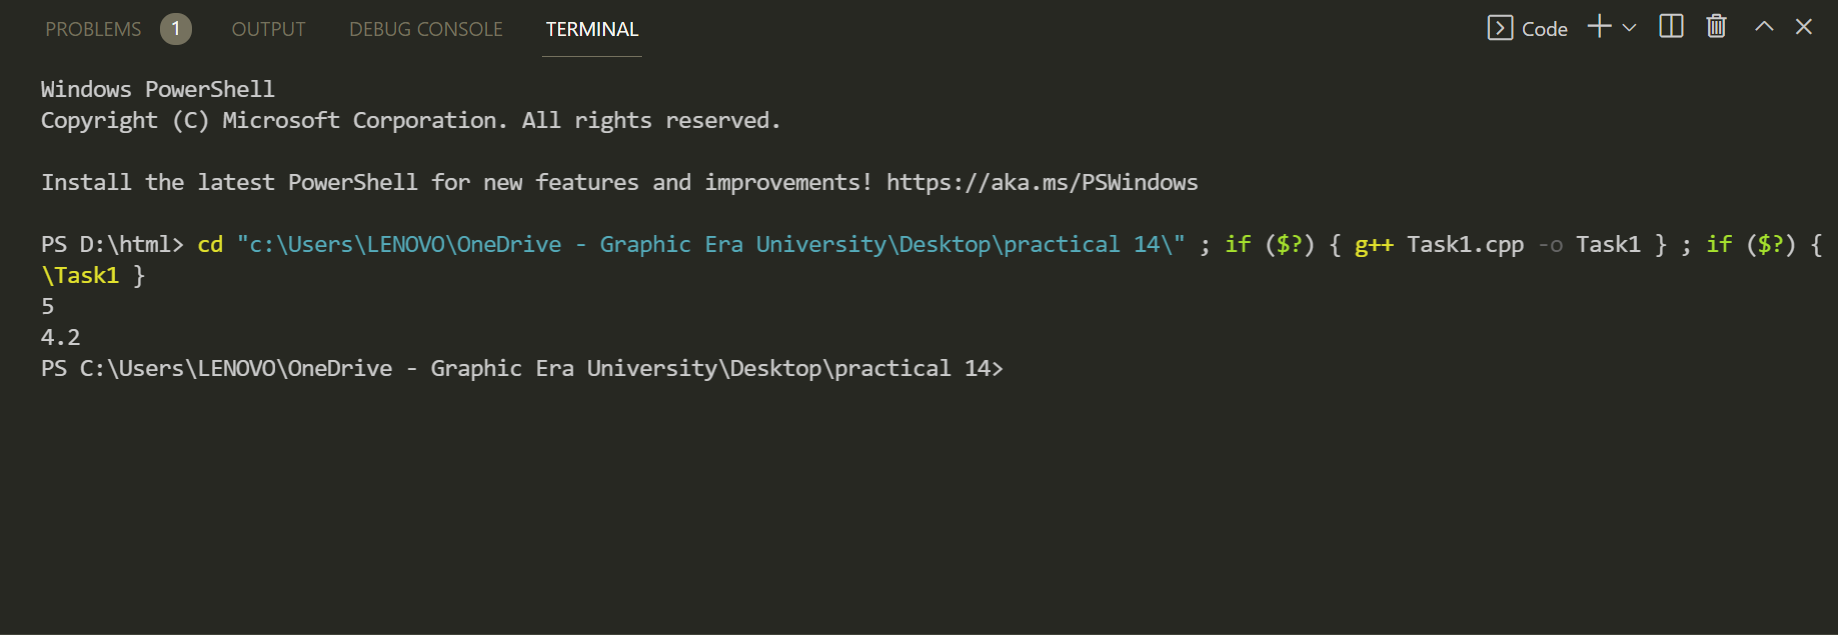 PROBLEMS 1 OUTPUT DEBUG CONSOLE TERMINAL Code
Windows PowerShell
Copyright (C) Microsoft Corporation. All rights reserved.
Install the latest PowerShell for new features and improvements! https://aka.ms/PSWindows
PS D:\html> cd "c:\Users\LENOVO\OneDrive - Graphic Era University\Desktop\practical 14\" ; if ($?) { g++ Task1.cpp -o Task1 } ; if ($?) {
\Task1 }
5
4.2
PS C:\Users\LENOVO\OneDrive - Graphic Era University\Desktop\practical 14>